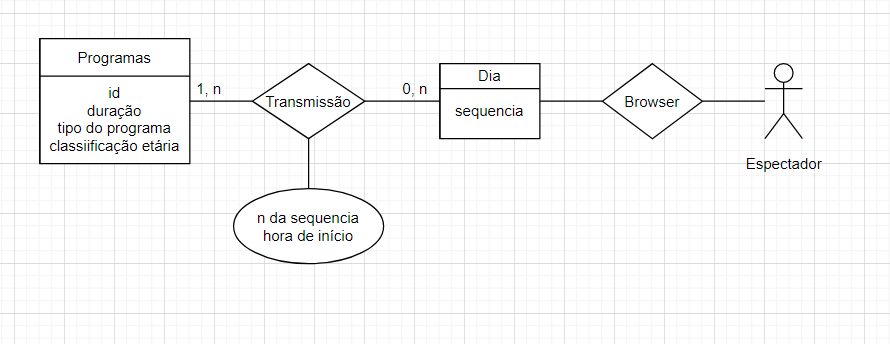 Programas
id
duração
tipo do programa
classiificação etária
1, n
Transmissão
n da sequencia
hora de início
0, n
Dia
sequencia
Browser
Espectador